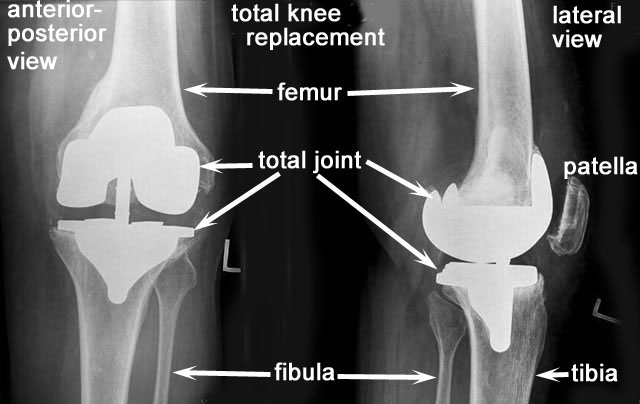 anterior-
posterior
view
total knee
replacement
lateral
view
femur
total joint
patella
L
L
fibula
tibia